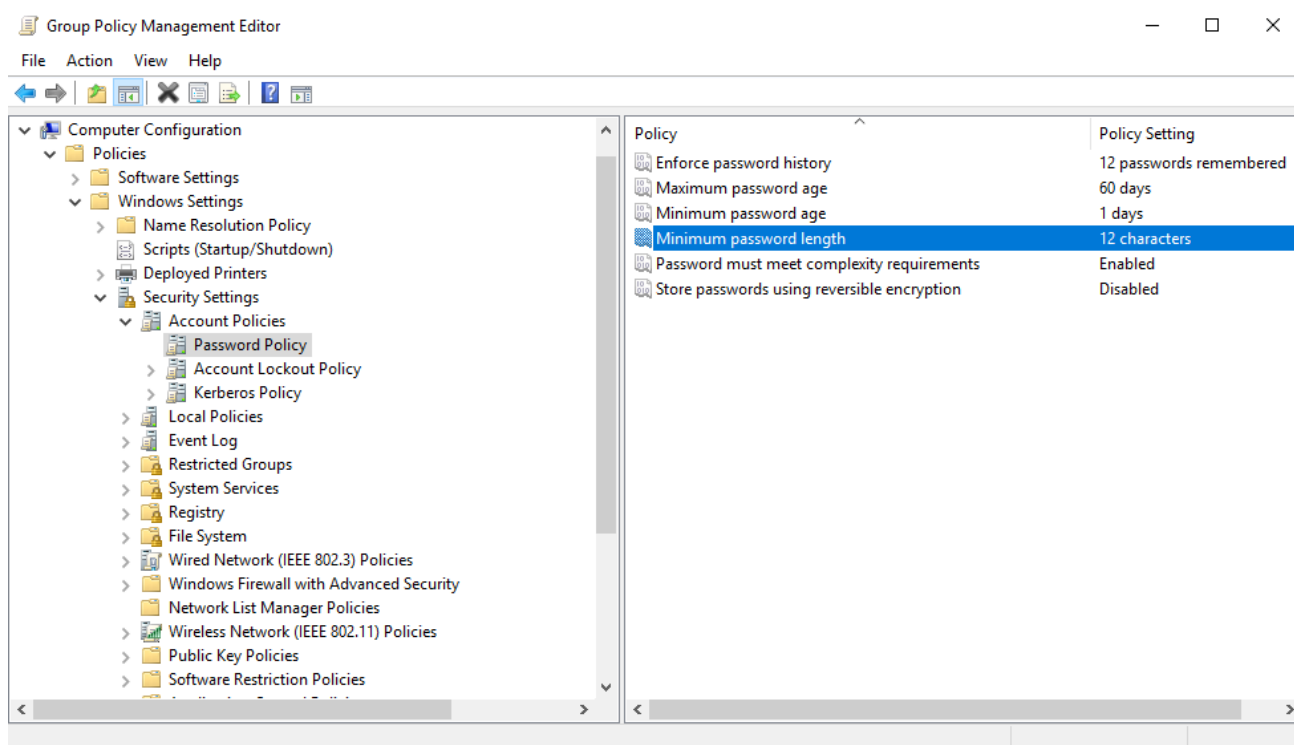 Group Policy Management Editor
File Action View Help
Computer Configuration
Policies
Software Settings
Windows Settings
Name Resolution Policy
Scripts (Startup/Shutdown)
Deployed Printers
Security Settings
Account Policies
Password Policy
Account Lockout Policy
Kerberos Policy
Local Policies
Event Log
Restricted Groups
System Services
Registry
File System
Wired Network (IEEE 802.3) Policies
Windows Firewall with Advanced Security
Network List Manager Policies
Wireless Network (IEEE 802.11) Policies
Public Key Policies
Software Restriction Policies
Policy Policy Setting
Enforce password history 12 passwords remembered
Maximum password age 60 days
Minimum password age 1 days
Minimum password length 12 characters
Password must meet complexity requirements Enabled
Store passwords using reversible encryption Disabled